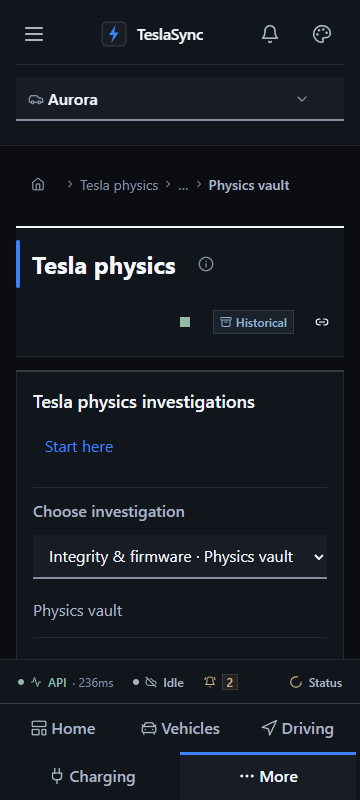 TeslaSync
Aurora
Tesla physics ... Physics vault
Tesla physics
Historical
Tesla physics investigations
Start here
Choose investigation
Integrity & firmware · Physics vault
Physics vault
API · 236ms Idle 2 Status
Home Vehicles Driving
Charging More